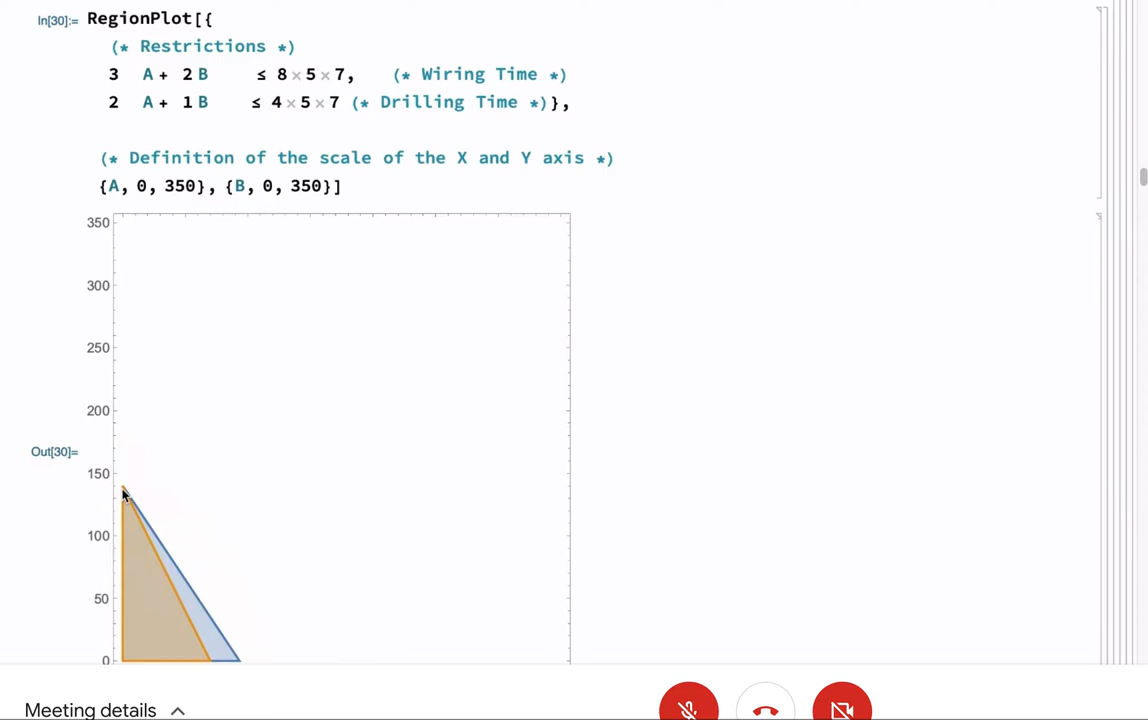 In[30]:= RegionPlot[{
(* Restrictions *)
3 A + 2 B ≤ 8 × 5 × 7, (* Wiring Time *)
2 A + 1 B ≤ 4 × 5 × 7 (* Drilling Time *)},
(* Definition of the scale of the X and Y axis *)
{A, 0, 350}, {B, 0, 350}]
350
300
250
200
Out[30]=
150
100
50
0
Meeting details